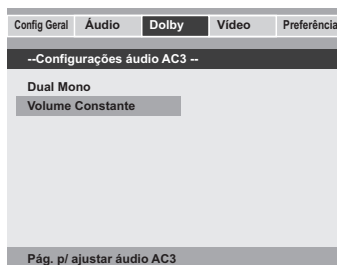 Config Geral Áudio Dolby Vídeo Preferência
--Configurações áudio AC3 --
Dual Mono
Volume Constante
Pág. p/ ajustar áudio AC3